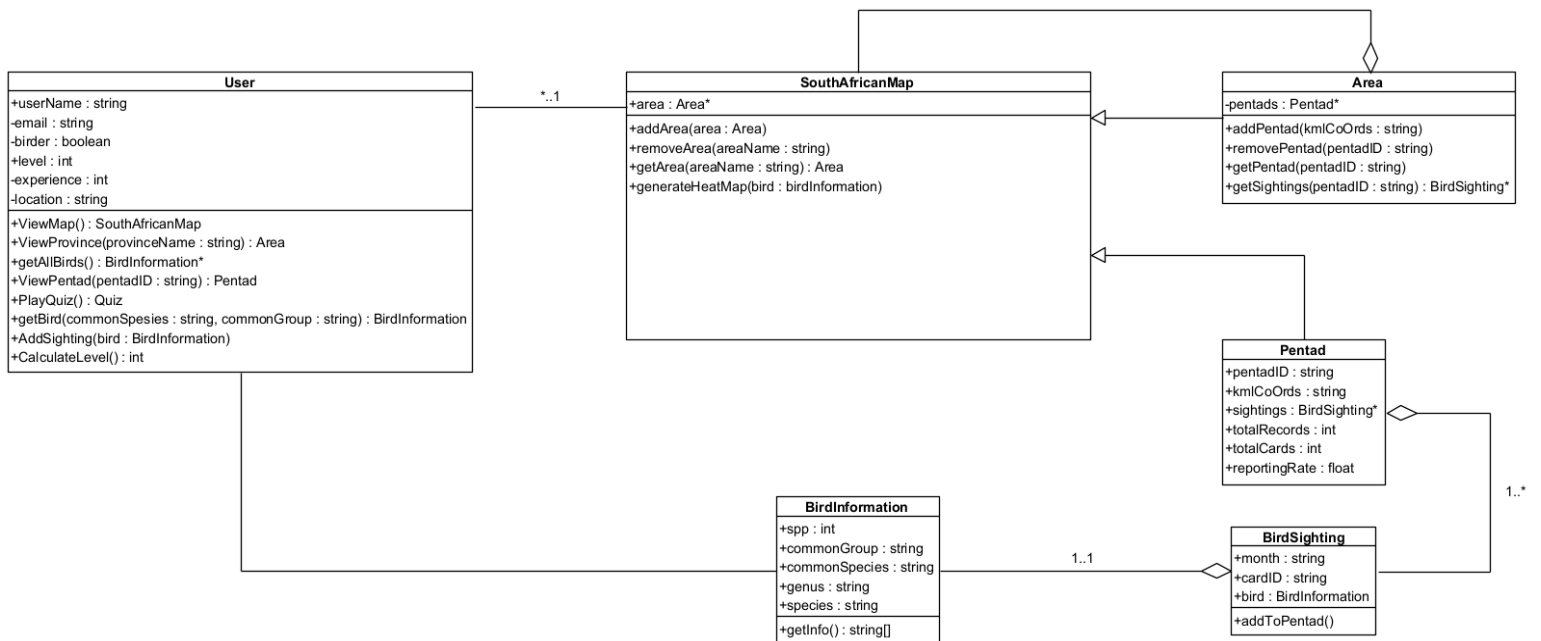 User
+userName : string
-email : string
-birder : boolean
+level : int
-experience : int
-location : string
+ViewMap() : SouthAfricanMap
+ViewProvince(provinceName : string) : Area
+getAllBirds() : BirdInformation*
+ViewPentad(pentadID : string) : Pentad
+PlayQuiz() : Quiz
+getBird(commonSpesies : string, commonGroup : string) : BirdInformation
+AddSighting(bird : BirdInformation)
+CalculateLevel() : int
*..1
SouthAfricanMap
+area : Area*
+addArea(area : Area)
+removeArea(areaName : string)
+getArea(areaName : string) : Area
+generateHeatMap(bird : birdInformation)
Area
-pentads : Pentad*
+addPentad(kmlCoOrds : string)
+removePentad(pentadID : string)
+getPentad(pentadID : string)
+getSightings(pentadID : string) : BirdSighting*
Pentad
+pentadID : string
+kmlCoOrds : string
+sightings : BirdSighting*
+totalRecords : int
+totalCards : int
+reportingRate : float
1..*
BirdInformation
+spp : int
+commonGroup : string
+commonSpecies : string
+genus : string
+species : string
+getInfo() : string[]
1..1
BirdSighting
+month : string
+cardID : string
+bird : BirdInformation
+addToPentad()